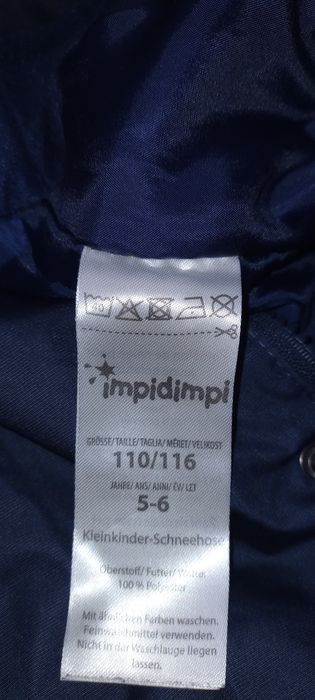 impidimpi
GRÖSSE/ TAILLE/ TAGLIA/ MÉRET/ VELIKOST
110/116
JAHRE/ ANS/ ANNI/ ÉV/ LET
5-6
Kleinkinder-Schneehose
Oberstoff/ Futter/ Watte:
100 % Polyester
Mit ähnlichen Farben waschen.
Feinwaschmittel verwenden.
Nicht in der Waschlauge liegen
lassen.